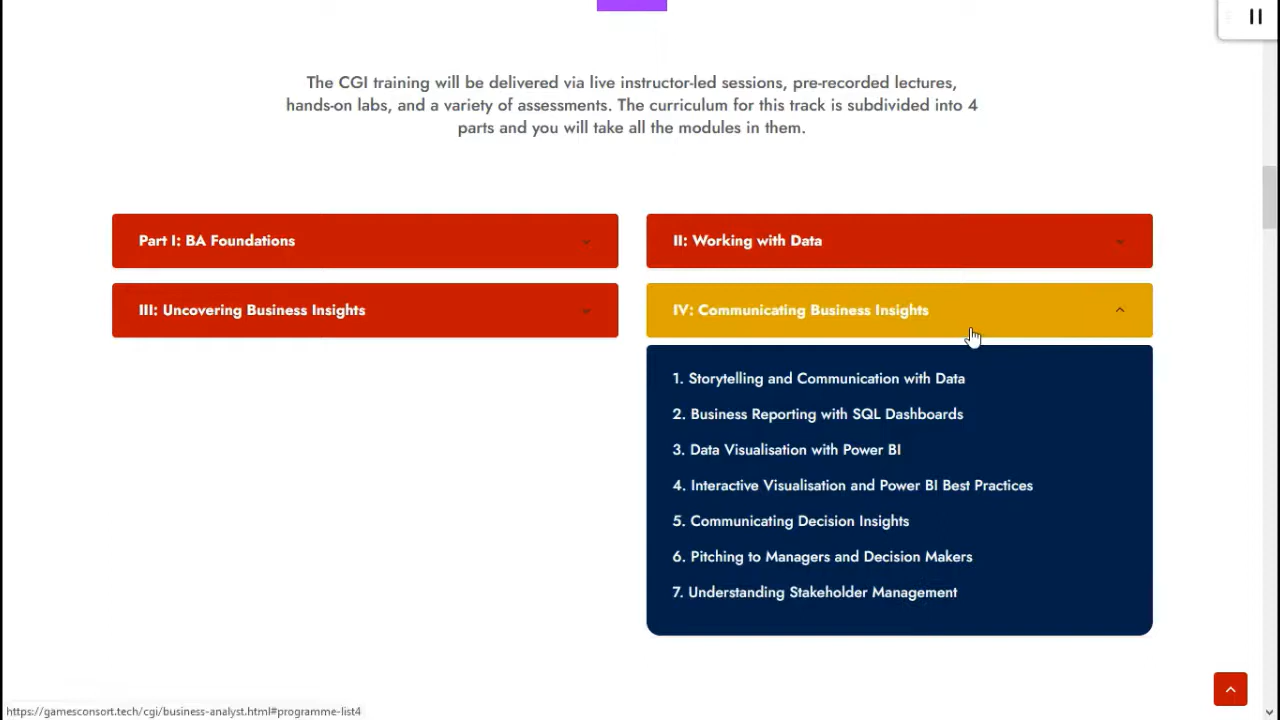 The CGI training will be delivered via live instructor-led sessions, pre-recorded lectures,
hands-on labs, and a variety of assessments. The curriculum for this track is subdivided into 4
parts and you will take all the modules in them.
Part I: BA Foundations
II: Working with Data
III: Uncovering Business Insights
IV: Communicating Business Insights
1. Storytelling and Communication with Data
2. Business Reporting with SQL Dashboards
3. Data Visualisation with Power BI
4. Interactive Visualisation and Power BI Best Practices
5. Communicating Decision Insights
6. Pitching to Managers and Decision Makers
7. Understanding Stakeholder Management
https://gamesconsort.tech/cgi/business-analyst.html#programme-list4